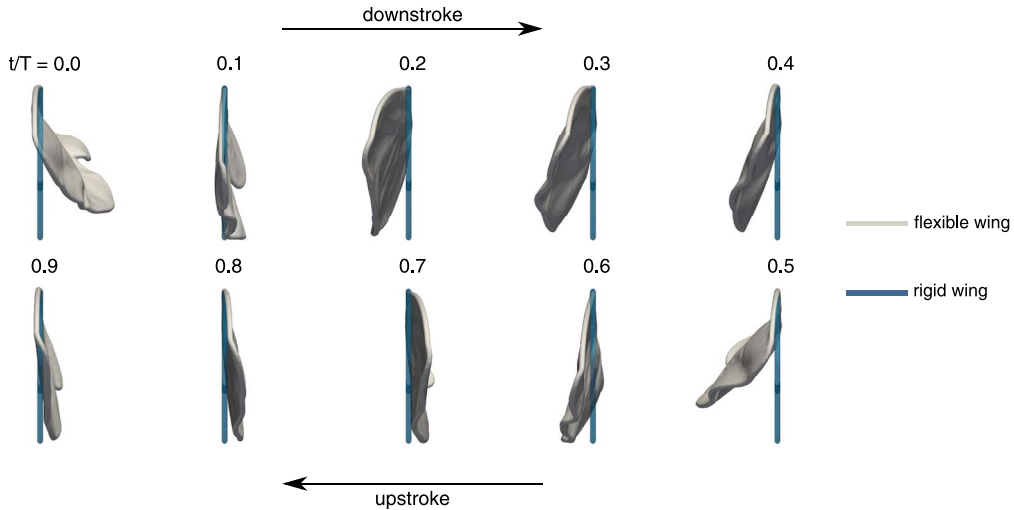 downstroke
t/T = 0.0
0.1
0.2
0.3
0.4
flexible wing
0.9
0.8
0.7
0.6
0.5
rigid wing
upstroke